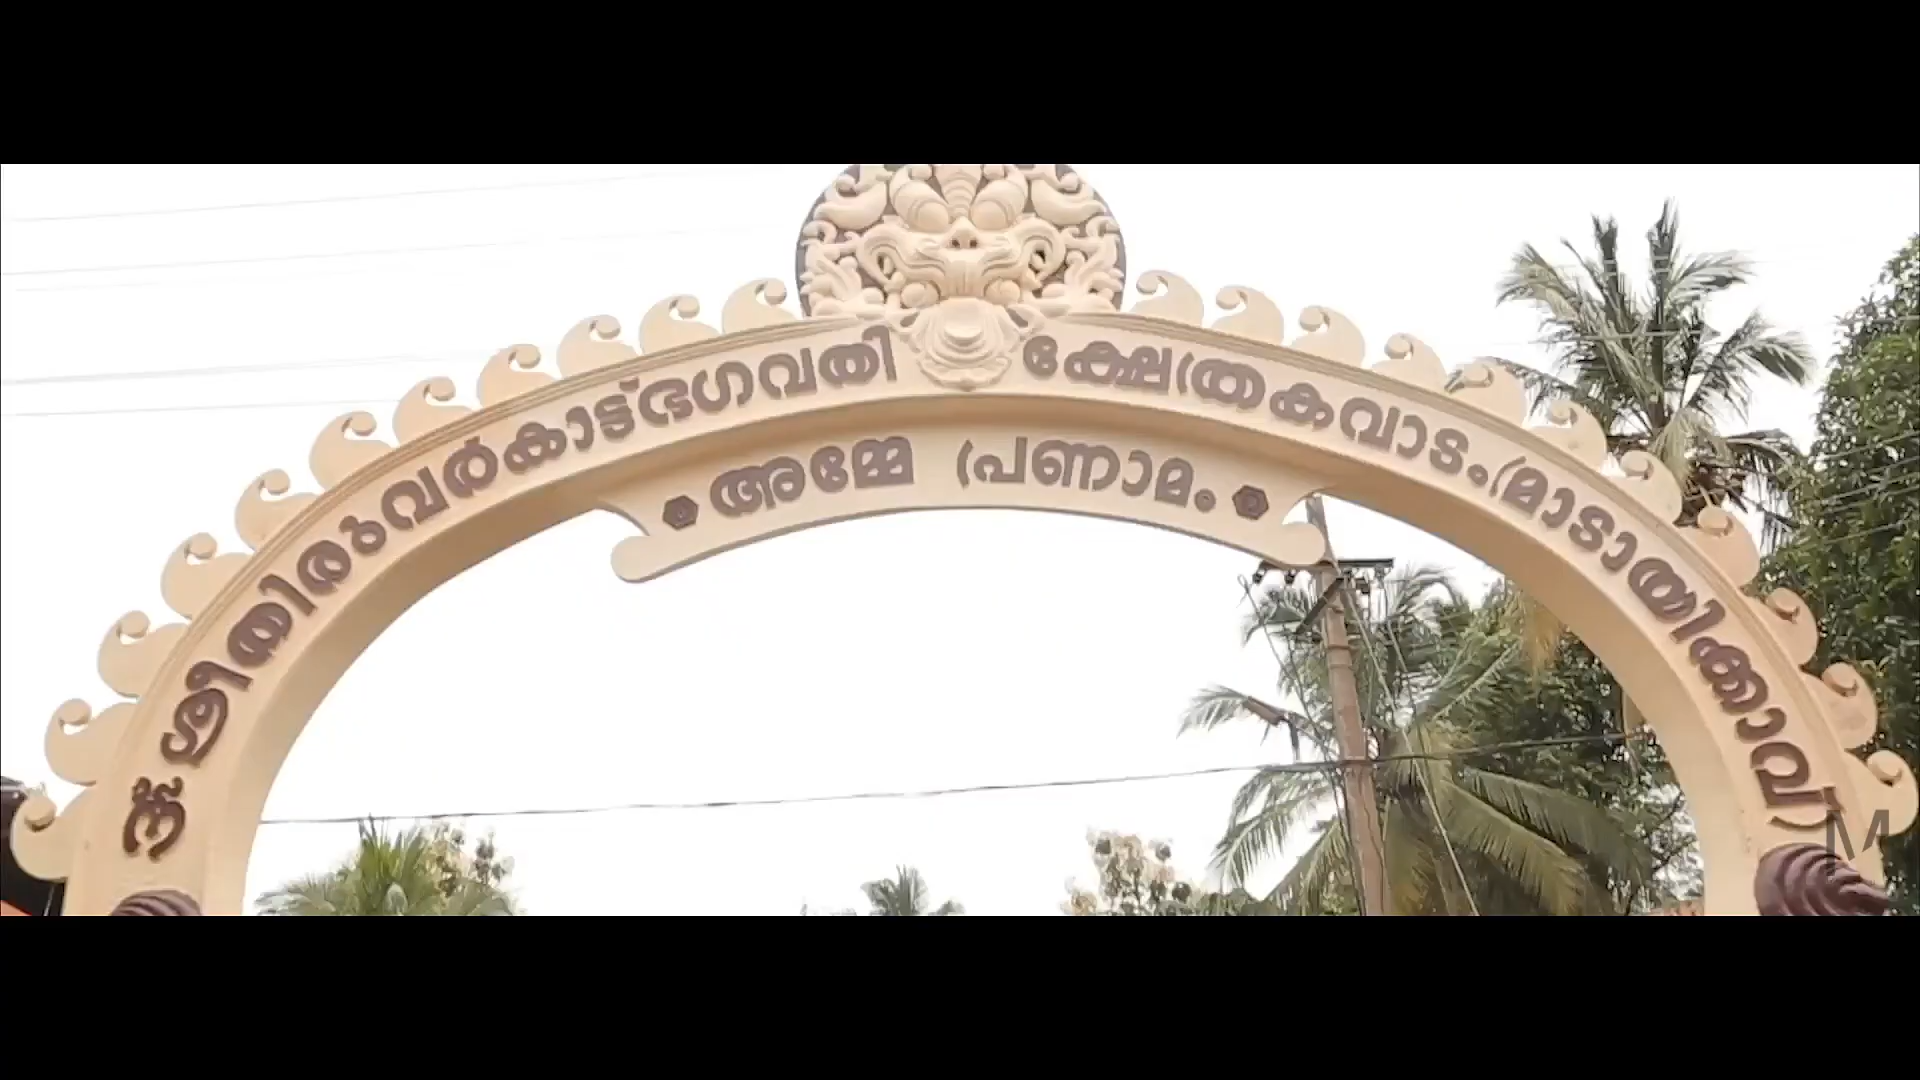 ഓം ശ്രീതിരുവർകാട്ട്ഭഗവതി ക്ഷേത്രകവാടം(മാടായിക്കാവ്)
അമ്മേ പ്രണാമം
M